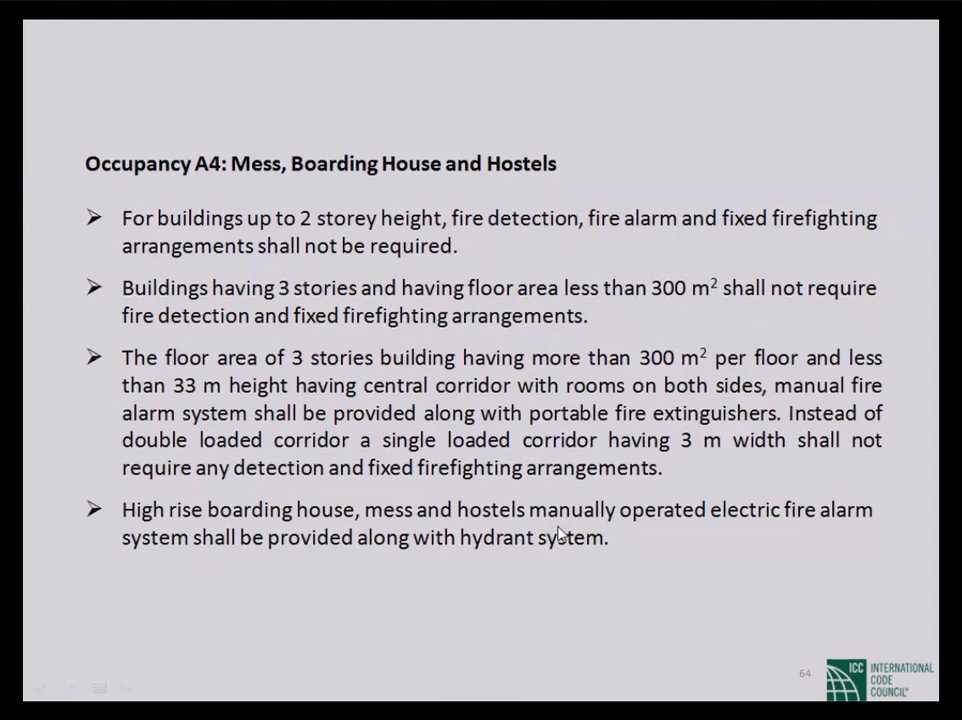 Occupancy A4: Mess, Boarding House and Hostels
➤ For buildings up to 2 storey height, fire detection, fire alarm and fixed firefighting
arrangements shall not be required.
➤ Buildings having 3 stories and having floor area less than 300 m² shall not require
fire detection and fixed firefighting arrangements.
➤ The floor area of 3 stories building having more than 300 m² per floor and less
than 33 m height having central corridor with rooms on both sides, manual fire
alarm system shall be provided along with portable fire extinguishers. Instead of
double loaded corridor a single loaded corridor having 3 m width shall not
require any detection and fixed firefighting arrangements.
➤ High rise boarding house, mess and hostels manually operated electric fire alarm
system shall be provided along with hydrant system.
64
ICC
INTERNATIONAL
CODE
COUNCIL®